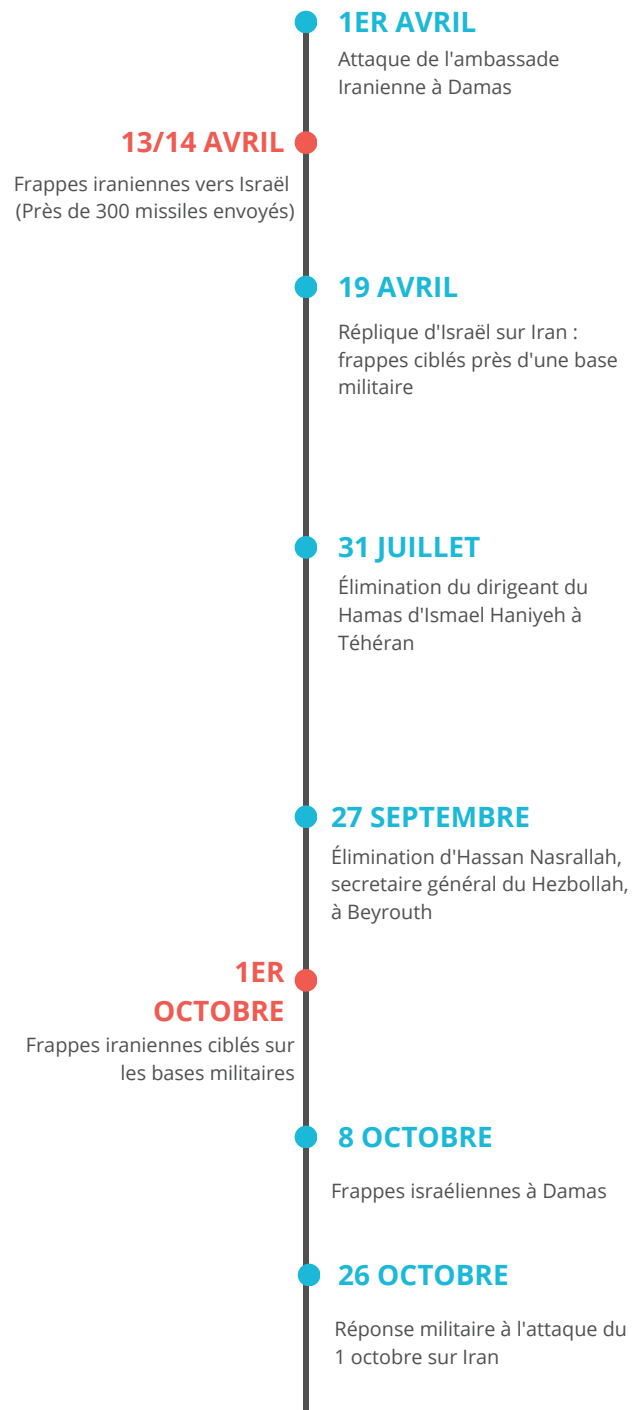 1ER AVRIL
Attaque de l'ambassade
Iranienne à Damas
13/14 AVRIL
Frappes iraniennes vers Israël
(Près de 300 missiles envoyés)
19 AVRIL
Réplique d'Israël sur Iran :
frappes ciblés près d'une base
militaire
31 JUILLET
Élimination du dirigeant du
Hamas d'Ismael Haniyeh à
Téhéran
27 SEPTEMBRE
Élimination d'Hassan Nasrallah,
secretaire général du Hezbollah,
à Beyrouth
1ER
OCTOBRE
Frappes iraniennes ciblés sur
les bases militaires
8 OCTOBRE
Frappes israéliennes à Damas
26 OCTOBRE
Réponse militaire à l'attaque du
1 octobre sur Iran